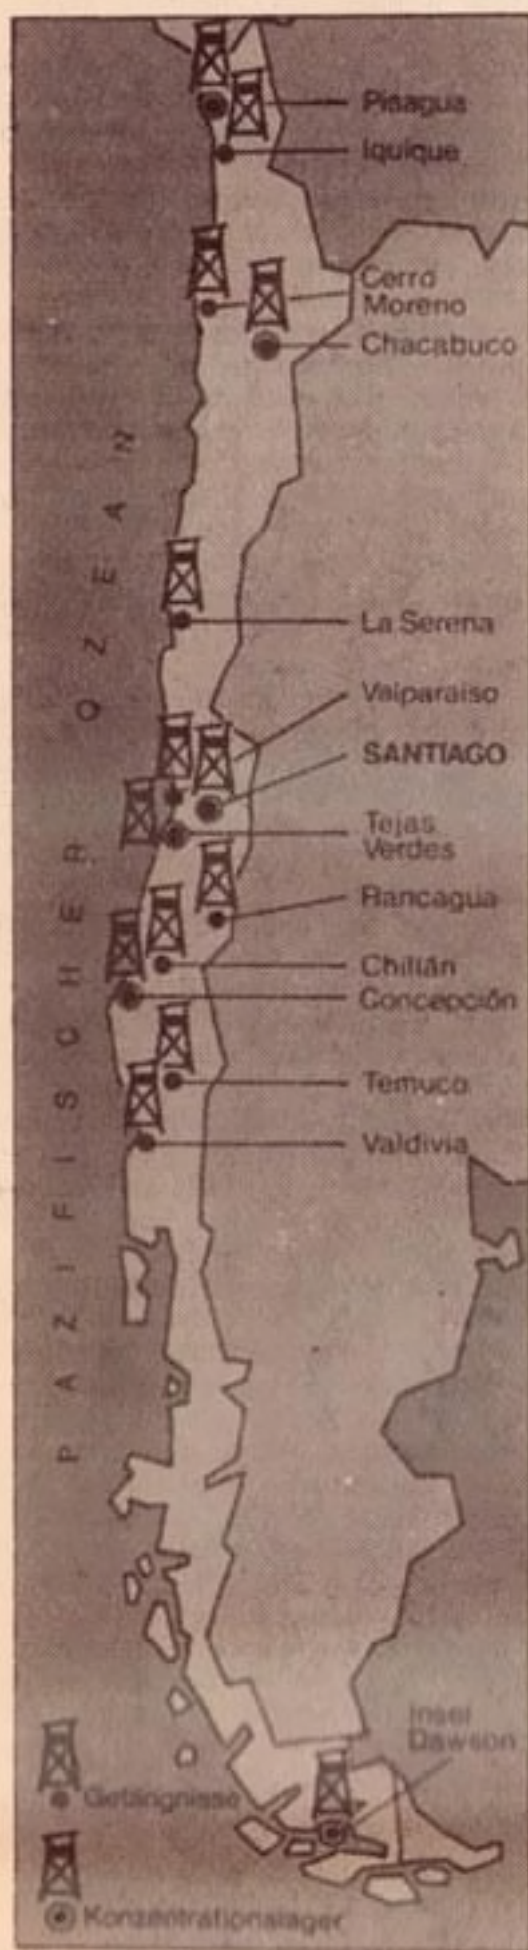 Pisagua
Iquique
Cerro
Moreno
Chacabuco
La Serena
Valparaiso
SANTIAGO
Tejas
Verdes
Rancagua
Chillán
Concepción
Temuco
Valdivia
PAZIFISCHER OZEAN
Insel
Dawson
Gefängnisse
Konzentrationslager